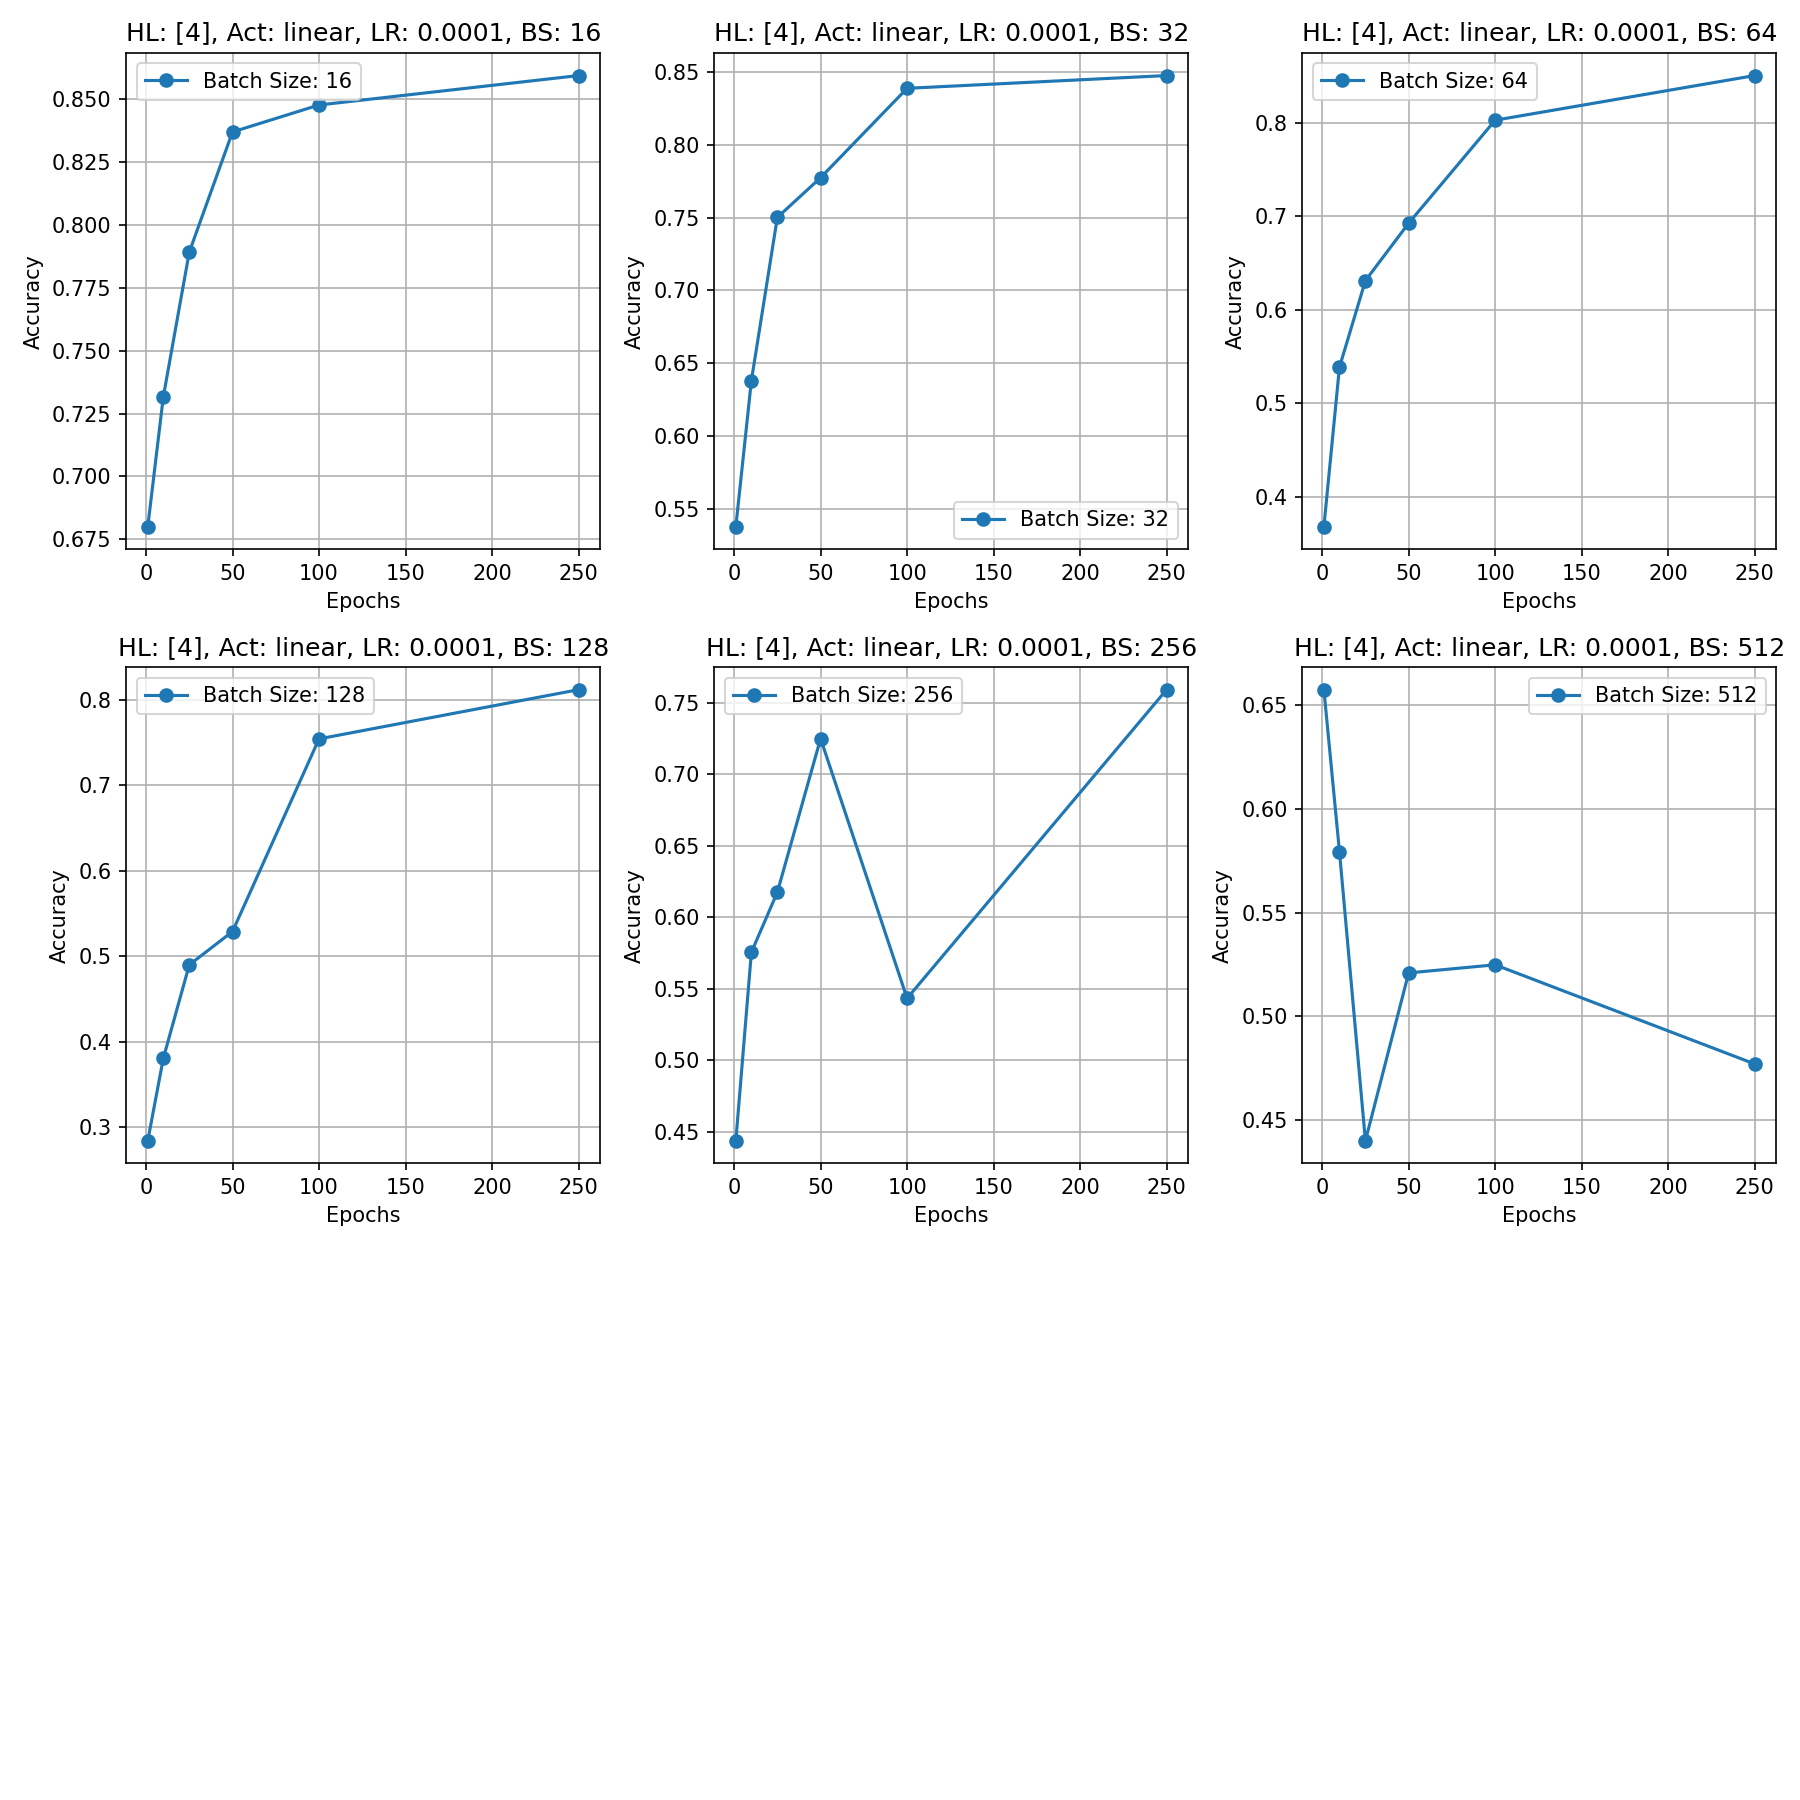 HL: [4], Act: linear, LR: 0.0001, BS: 16
Batch Size: 16
0.850
0.825
0.800
0.775
0.750
0.725
0.700
0.675
Accuracy
0 50 100 150 200 250
Epochs
HL: [4], Act: linear, LR: 0.0001, BS: 32
0.85
0.80
0.75
0.70
0.65
0.60
0.55
Accuracy
Batch Size: 32
0 50 100 150 200 250
Epochs
HL: [4], Act: linear, LR: 0.0001, BS: 64
Batch Size: 64
0.8
0.7
0.6
0.5
0.4
Accuracy
0 50 100 150 200 250
Epochs
HL: [4], Act: linear, LR: 0.0001, BS: 128
Batch Size: 128
0.8
0.7
0.6
0.5
0.4
0.3
Accuracy
0 50 100 150 200 250
Epochs
HL: [4], Act: linear, LR: 0.0001, BS: 256
Batch Size: 256
0.75
0.70
0.65
0.60
0.55
0.50
0.45
Accuracy
0 50 100 150 200 250
Epochs
HL: [4], Act: linear, LR: 0.0001, BS: 512
Batch Size: 512
0.65
0.60
0.55
0.50
0.45
Accuracy
0 50 100 150 200 250
Epochs